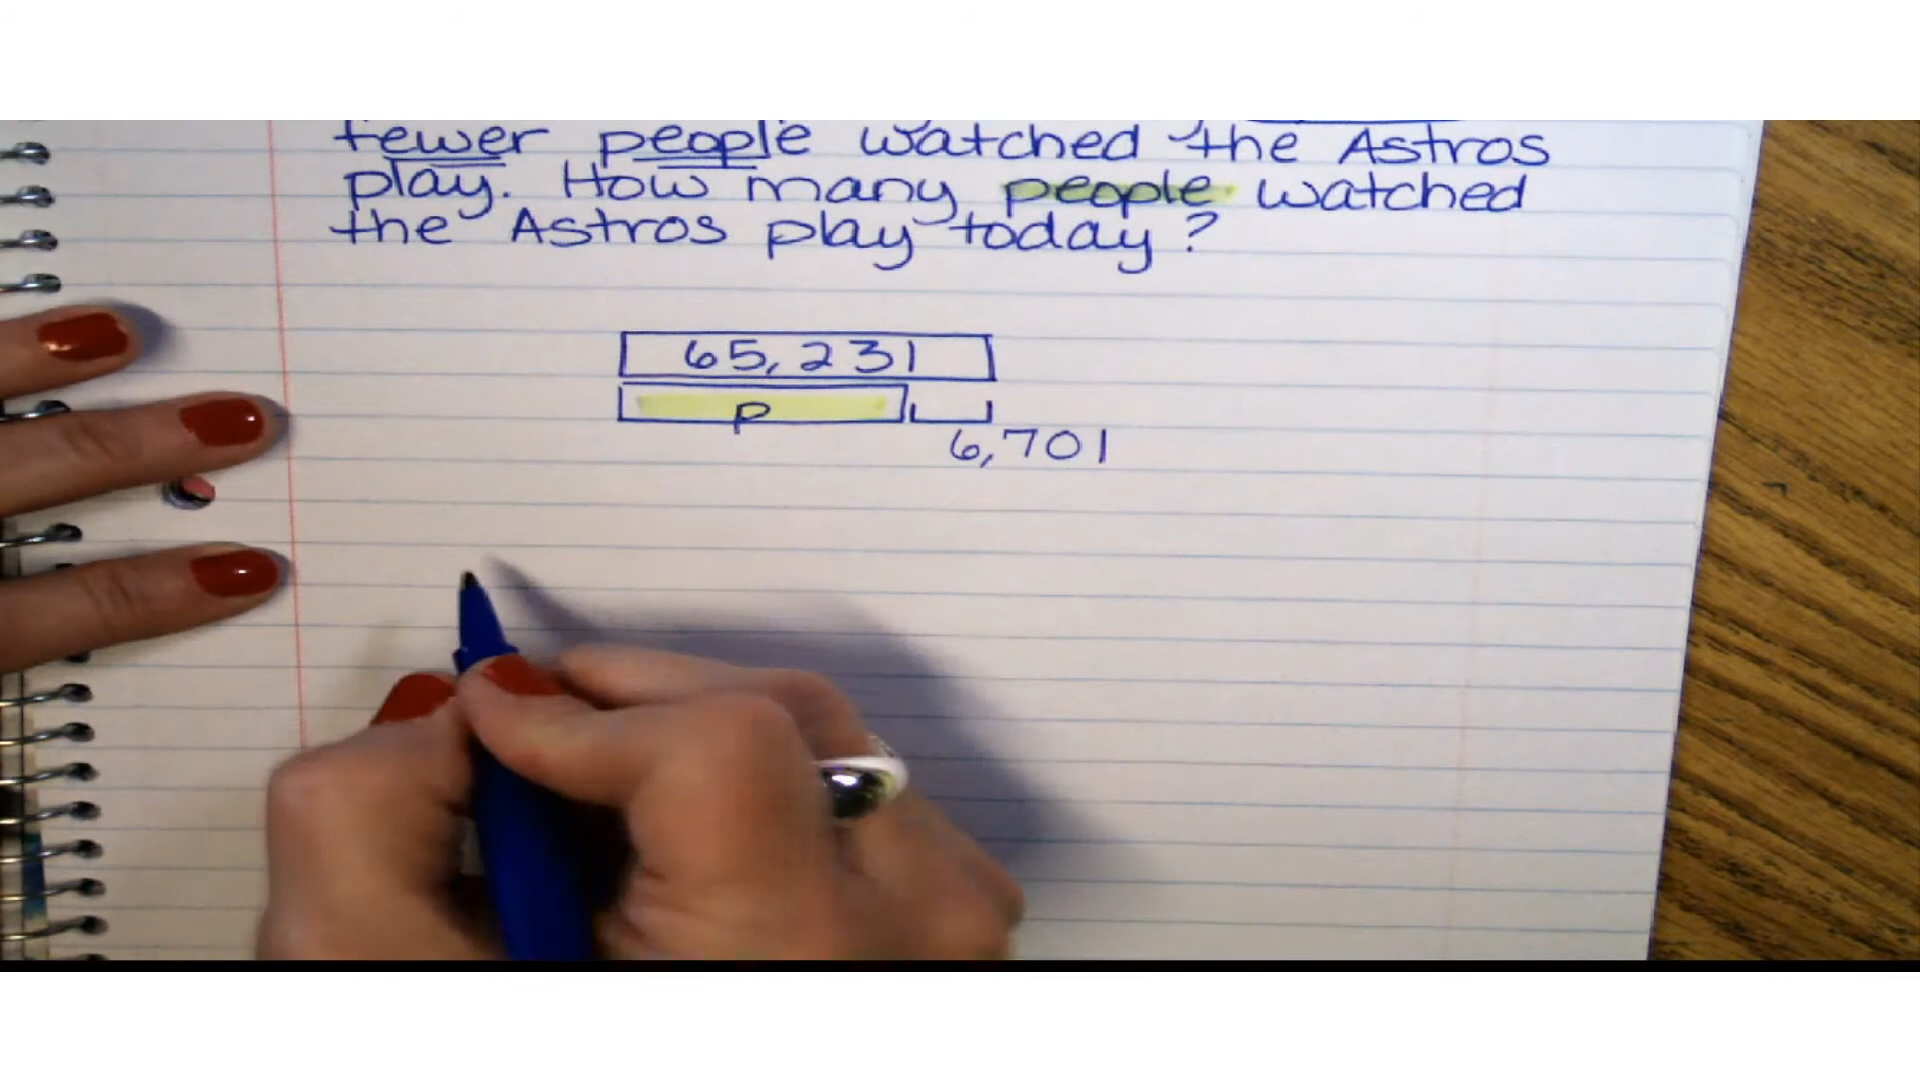 fewer people watched the Astros
play. How many people watched
the Astros play today?
65,231
p
6,701